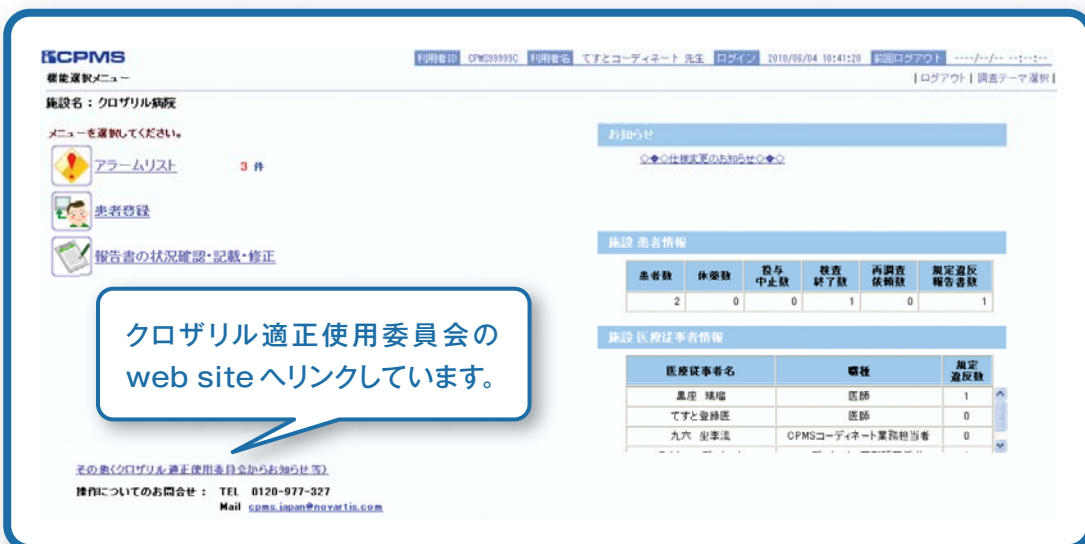 CPMS
利用者ID CPMS99999C 利用者名 てすとコーディネート 先生 ログイン 2010/06/04 10:41:20 前回ログアウト ----/--/-- --:--:--
機能選択メニュー
|ログアウト|調査テーマ選択|
施設名：クロザリル病院
メニューを選択してください。
アラームリスト 3 件
患者登録
報告書の状況確認・記載・修正
お知らせ
◇◆◇仕様変更のお知らせ◇◆◇
施設 患者情報
患者数 休薬数 投与中止数 検査終了数 再調査依頼数 規定違反報告書数
2 0 0 1 0 1
クロザリル適正使用委員会の
web siteへリンクしています。
施設 医療従事者情報
医療従事者名 職種 規定違反数
黒座 璃瑠 医師 1
てすと登録医 医師 0
九六 坐李流 CPMSコーディネート業務担当者 0
その他(クロザリル適正使用委員会からお知らせ等)
操作についてのお問合せ： TEL 0120-977-327
Mail cpms.japan@novartis.com